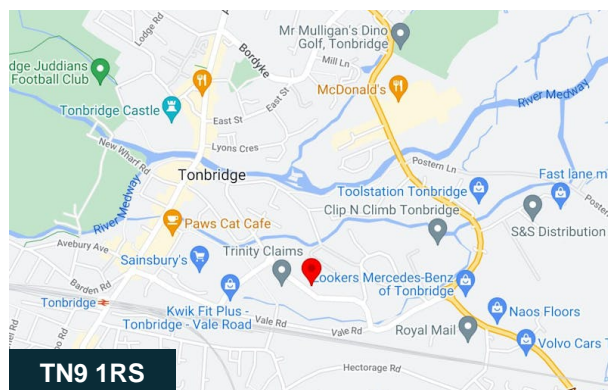 Mr Mulligan's Dino
Golf, Tonbridge
Lodge Rd
Bordyke
Mill Ln
dge Juddians
Football Club
McDonald's
Tonbridge Castle
East St
East St
River Medway
New Wharf Rd
Lyons Cres
Postern Ln
Tonbridge
Fast lane m
Toolstation Tonbridge
River Medway
Clip N Climb Tonbridge
Postern
Paws Cat Cafe
S&S Distribution
Avebury Ave
Trinity Claims
Sainsbury's
Lookers Mercedes-Benz
of Tonbridge
Barden Rd
Tonbridge
Kwik Fit Plus -
Tonbridge - Vale Road
Naos Floors
Vale Rd
Vale Rd
Royal Mail
Volvo Cars T
Hectorage Rd
TN9 1RS